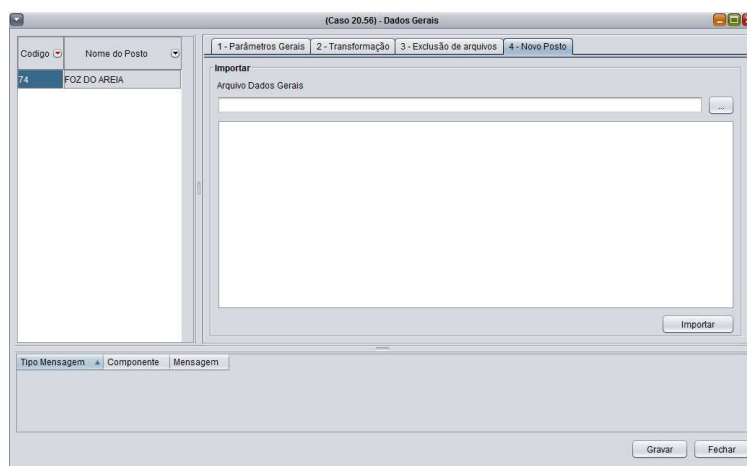 (Caso 20.56) - Dados Gerais
Codigo Nome do Posto
74 FOZ DO AREIA
1 - Parâmetros Gerais 2 - Transformação 3 - Exclusão de arquivos 4 - Novo Posto
Importar
Arquivo Dados Gerais
...
Importar
Tipo Mensagem Componente Mensagem
Gravar Fechar